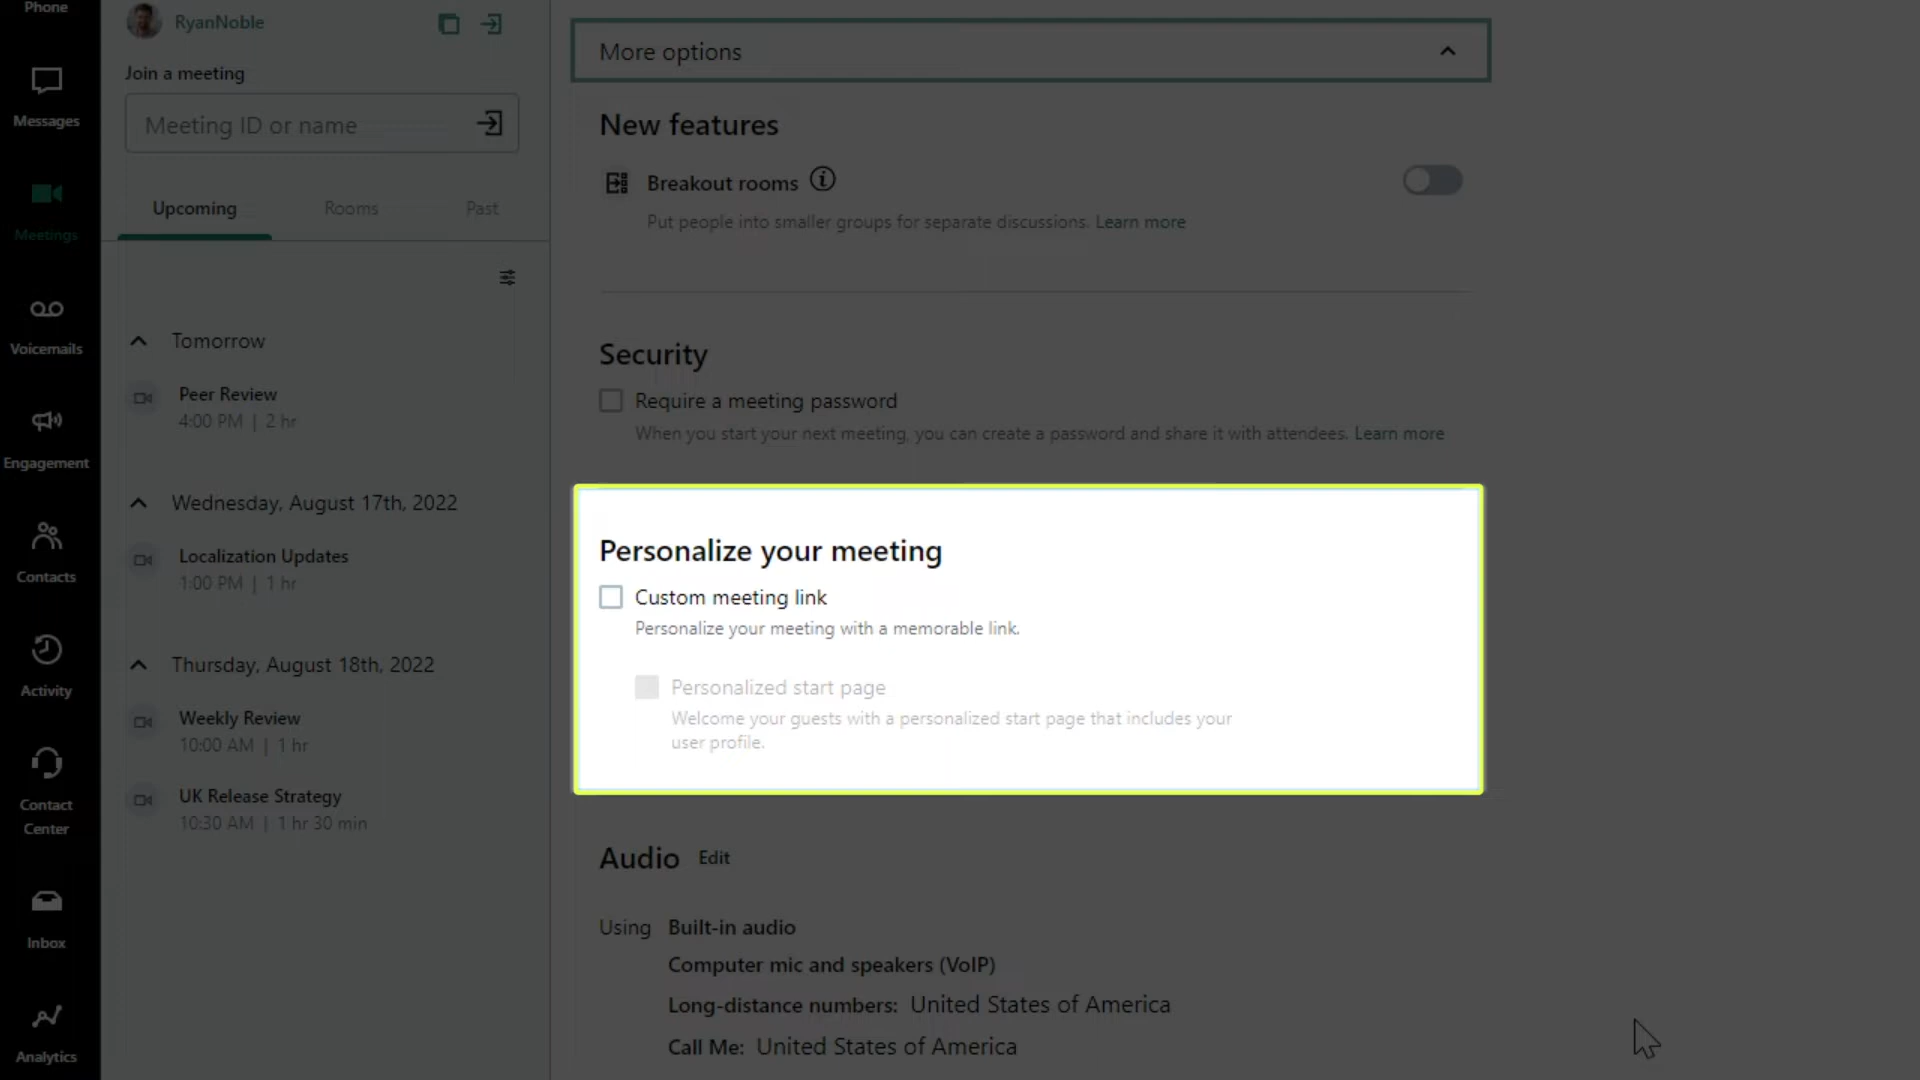 Phone
Messages
Meetings
Voicemails
Engagement
Contacts
Activity
Contact
Center
Inbox
Analytics
RyanNoble
Join a meeting
Meeting ID or name
Upcoming
Rooms
Past
Tomorrow
Peer Review
4:00 PM | 2 hr
Wednesday, August 17th, 2022
Localization Updates
1:00 PM | 1 hr
Thursday, August 18th, 2022
Weekly Review
10:00 AM | 1 hr
UK Release Strategy
10:30 AM | 1 hr 30 min
More options
New features
Breakout rooms
Put people into smaller groups for separate discussions. Learn more
Security
Require a meeting password
When you start your next meeting, you can create a password and share it with attendees. Learn more
Personalize your meeting
Custom meeting link
Personalize your meeting with a memorable link.
Personalized start page
Welcome your guests with a personalized start page that includes your
user profile.
Audio Edit
Using Built-in audio
Computer mic and speakers (VoIP)
Long-distance numbers: United States of America
Call Me: United States of America